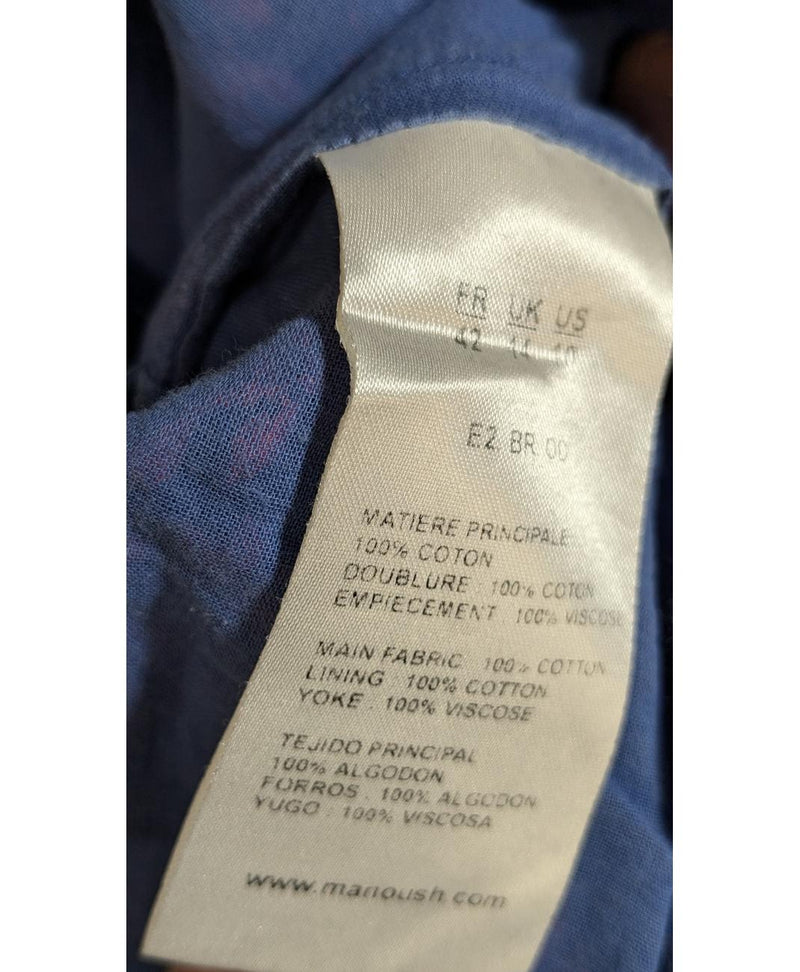 FR UK US
42 14 10
E2 BR 00
MATIERE PRINCIPALE
100% COTON
DOUBLURE : 100% COTON
EMPIECEMENT 100% VISCOSE
MAIN FABRIC : 100% COTTON
LINING : 100% COTTON
YOKE : 100% VISCOSE
TEJIDO PRINCIPAL
100% ALGODON
FORROS : 100% ALGODON
YUGO : 100% VISCOSA
www.manoush.com